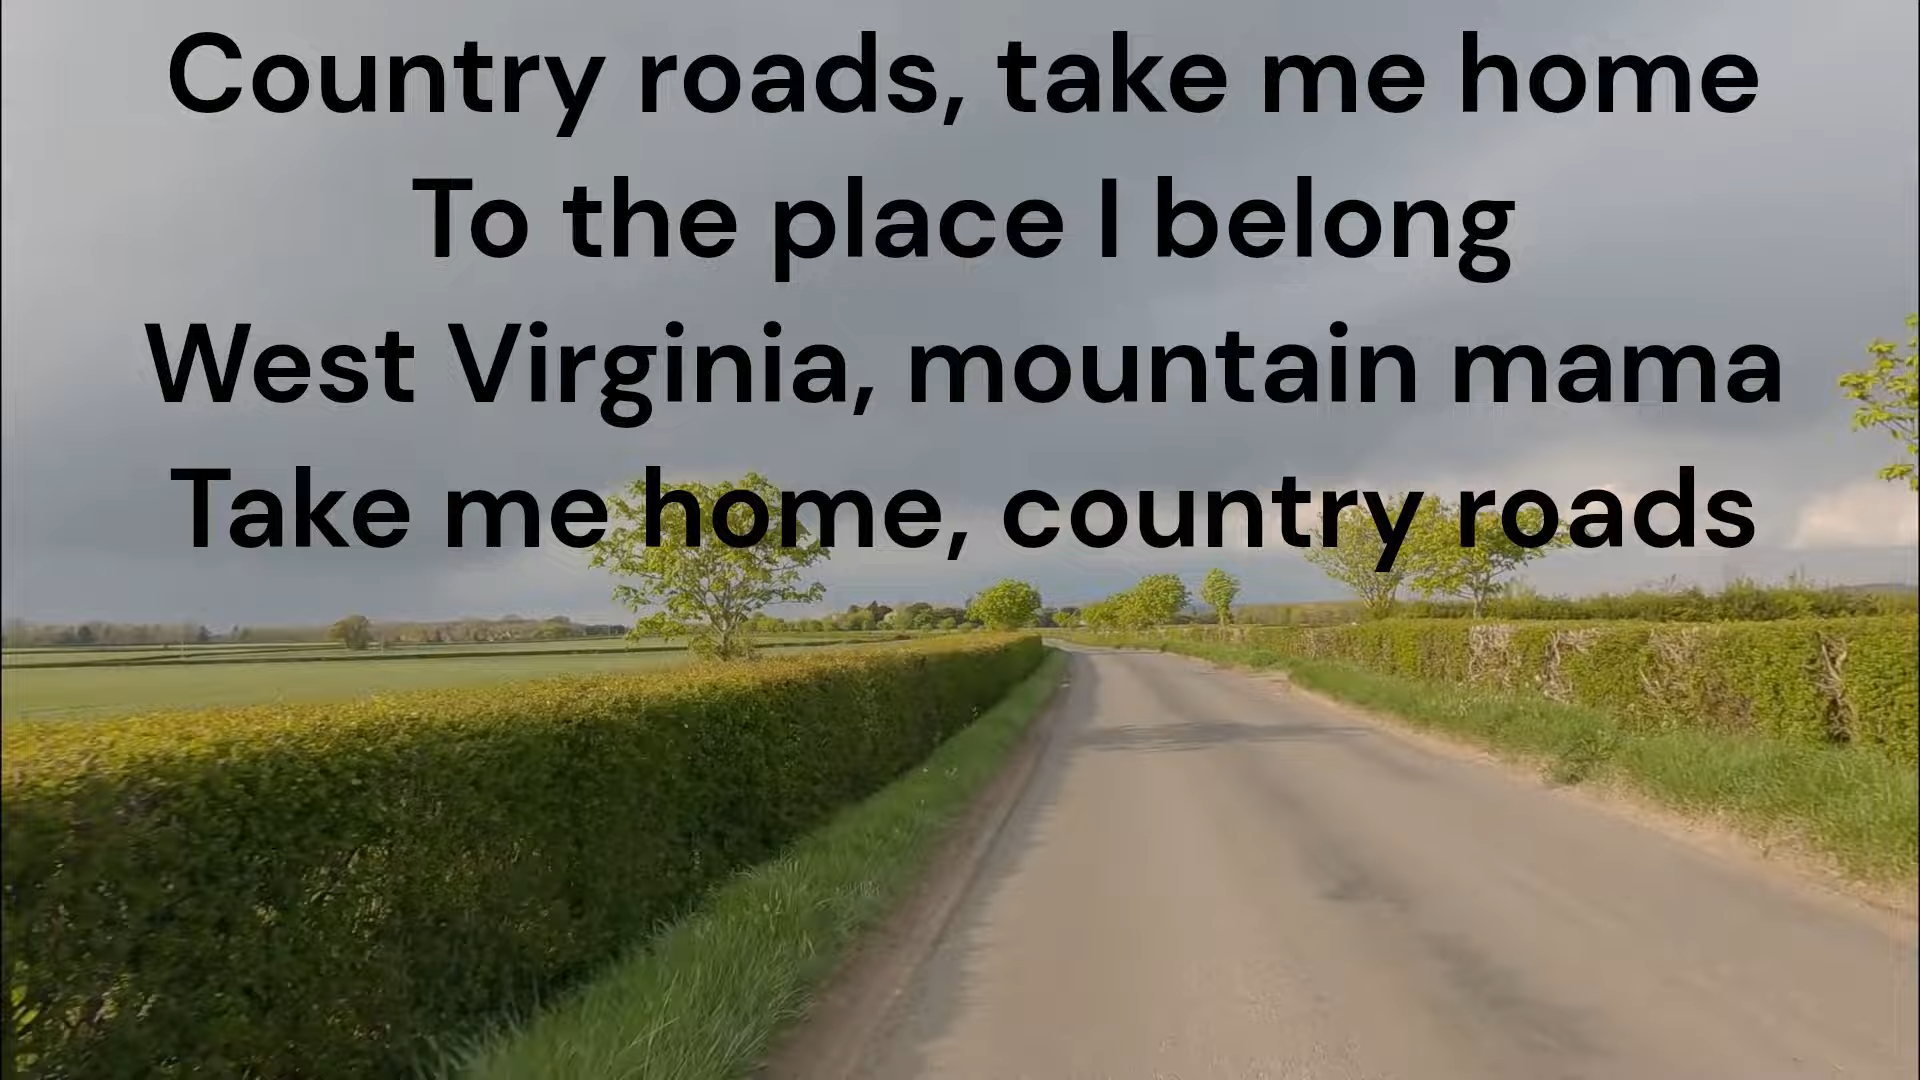 Country roads, take me home
To the place I belong
West Virginia, mountain mama
Take me home, country roads